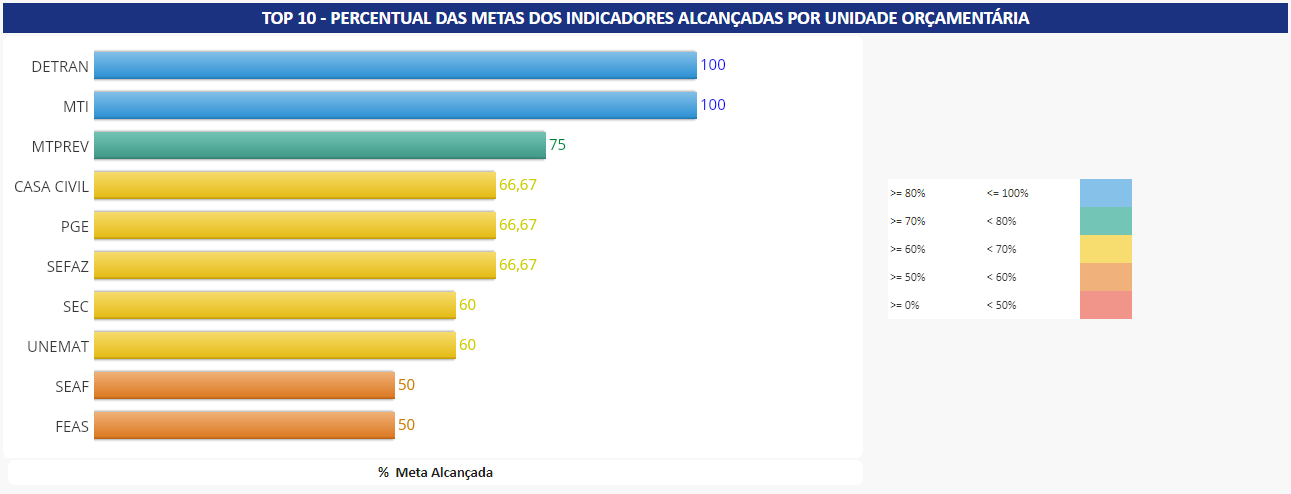 TOP 10 - PERCENTUAL DAS METAS DOS INDICADORES ALCANÇADAS POR UNIDADE ORÇAMENTÁRIA
DETRAN 100
MTI 100
MTPREV 75
CASA CIVIL 66,67
PGE 66,67
SEFAZ 66,67
SEC 60
UNEMAT 60
SEAF 50
FEAS 50
% Meta Alcançada
>= 80% <= 100%
>= 70% < 80%
>= 60% < 70%
>= 50% < 60%
>= 0% < 50%